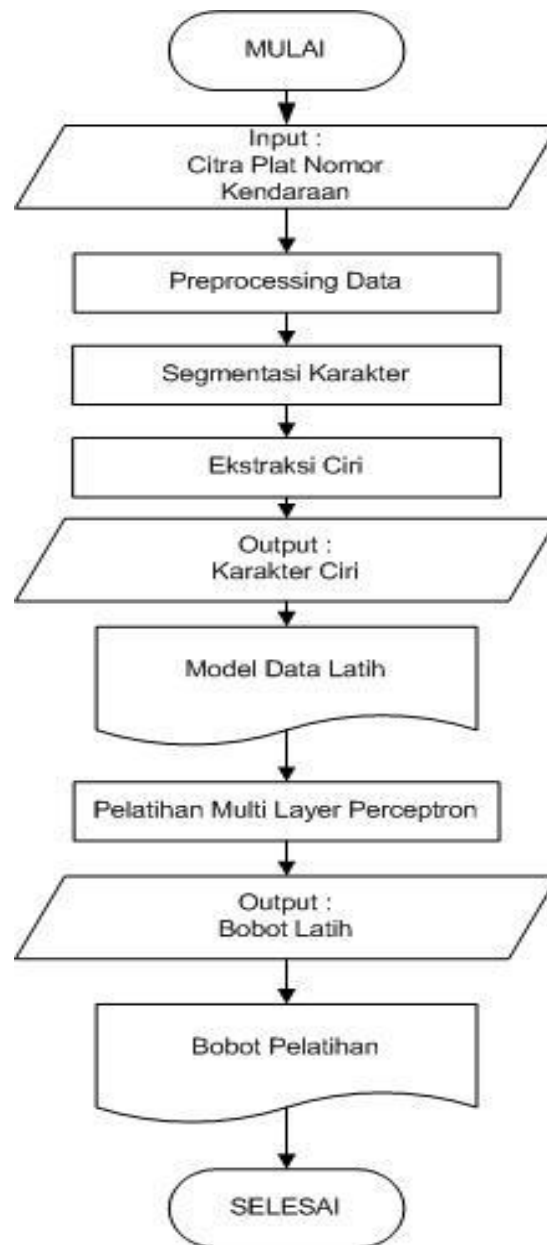 MULAI
Input :
Citra Plat Nomor
Kendaraan
Preprocessing Data
Segmentasi Karakter
Ekstraksi Ciri
Output :
Karakter Ciri
Model Data Latih
Pelatihan Multi Layer Perceptron
Output :
Bobot Latih
Bobot Pelatihan
SELESAI